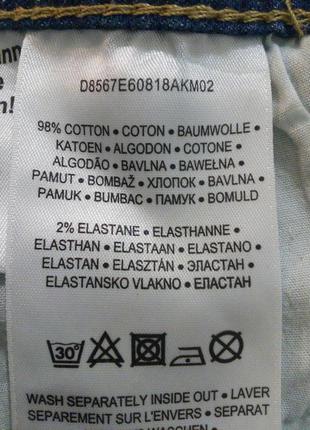 ann
e
n!
D8567E60818AKM02
98% COTTON • COTON • BAUMWOLLE •
KATOEN • ALGODON • COTONE •
ALGODÃO • BAVLNA • BAWEŁNA •
PAMUT • BOMBAŽ • ХЛОПОК • BAVLNA •
PAMUK • BUMBAC • ПАМУК • BOMULD
2% ELASTANE • ELASTHANNE •
ELASTHAN • ELASTAAN • ELASTANO •
ELASTAN • ELASZTÁN • ЭЛАСТАН •
ELASTANSKO VLAKNO • ЕЛАСТАН
30°
WASH SEPARATELY INSIDE OUT • LAVER
SEPAREMENT SUR L'ENVERS • SEPARAT
WASCHEN